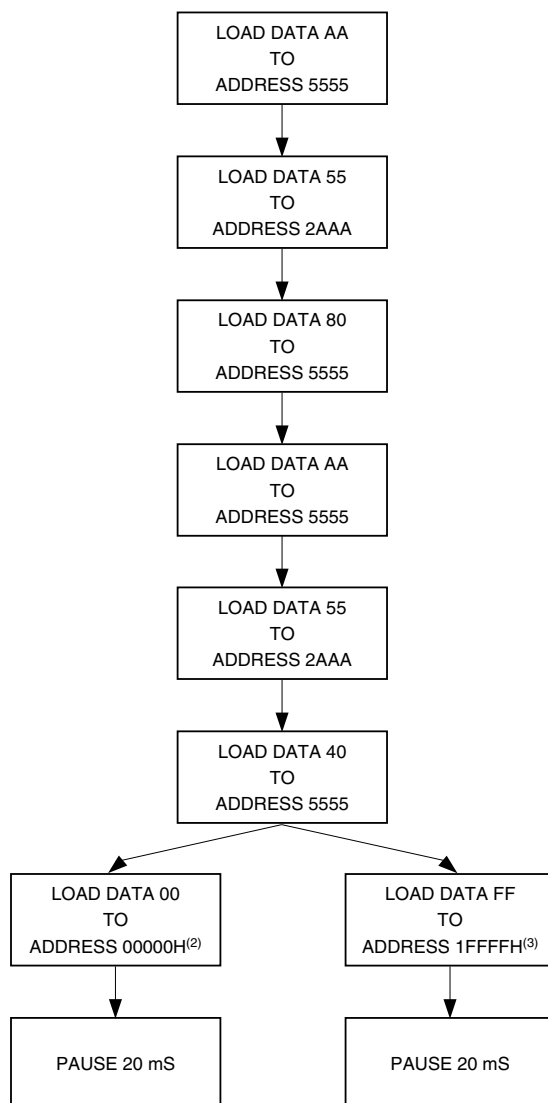 LOAD DATA AA
TO
ADDRESS 5555
LOAD DATA 55
TO
ADDRESS 2AAA
LOAD DATA 80
TO
ADDRESS 5555
LOAD DATA AA
TO
ADDRESS 5555
LOAD DATA 55
TO
ADDRESS 2AAA
LOAD DATA 40
TO
ADDRESS 5555
LOAD DATA 00
TO
ADDRESS 00000H(2)
PAUSE 20 mS
LOAD DATA FF
TO
ADDRESS 1FFFFH(3)
PAUSE 20 mS